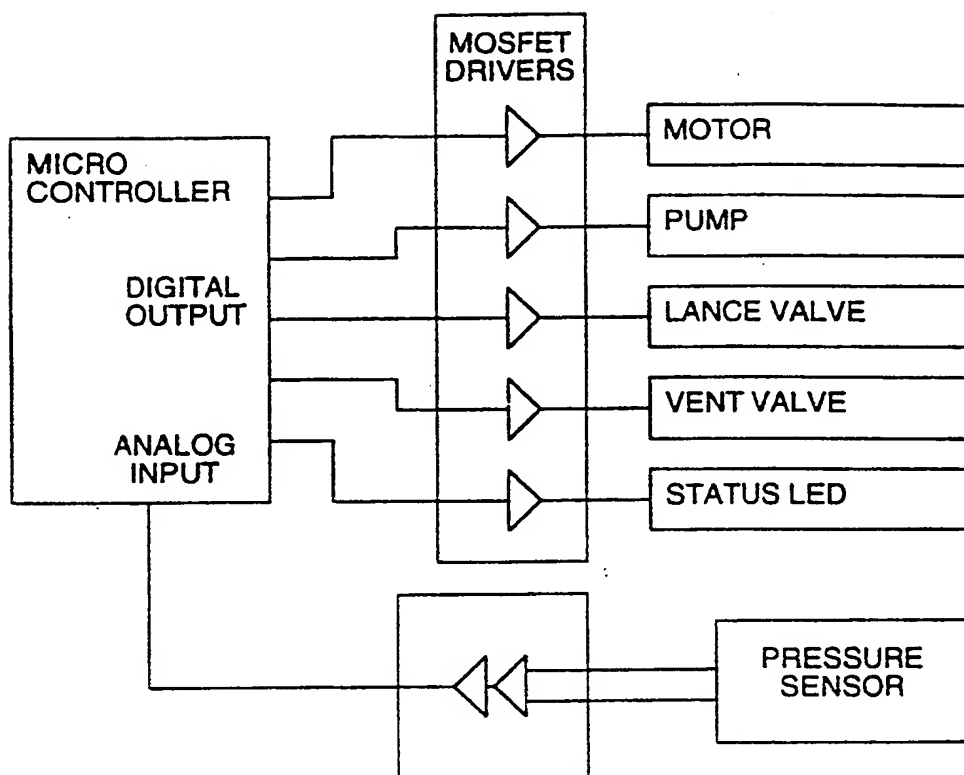 MOSFET
DRIVERS
MICRO
CONTROLLER
DIGITAL
OUTPUT
ANALOG
INPUT
MOTOR
PUMP
LANCE VALVE
VENT VALVE
STATUS LED
PRESSURE
SENSOR